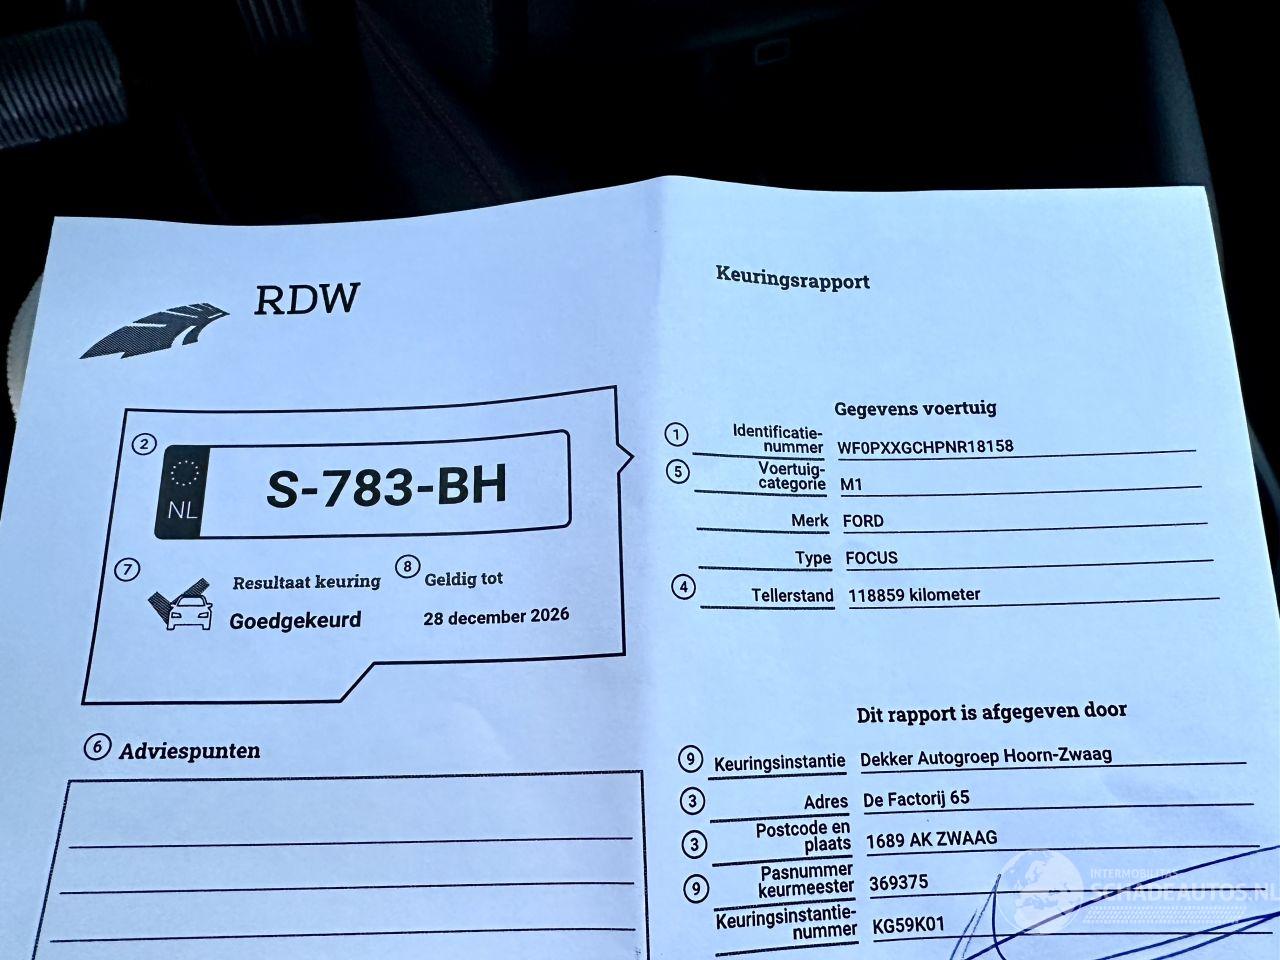 RDW
Keuringsrapport
2
NL
S-783-BH
7
Resultaat keuring
Goedgekeurd
8
Geldig tot
28 december 2026
6 Adviespunten
Gegevens voertuig
1 Identificatie-
nummer WF0PXXGCHPNR18158
5 Voertuig-
categorie M1
Merk FORD
Type FOCUS
4 Tellerstand 118859 kilometer
Dit rapport is afgegeven door
9 Keuringsinstantie Dekker Autogroep Hoorn-Zwaag
3 Adres De Factorij 65
3 Postcode en
plaats 1689 AK ZWAAG
9 Pasnummer
keurmeester 369375
Keuringsinstantie-
nummer KG59K01
INTERMOBILITAS
SCHADEAUTOS.NL